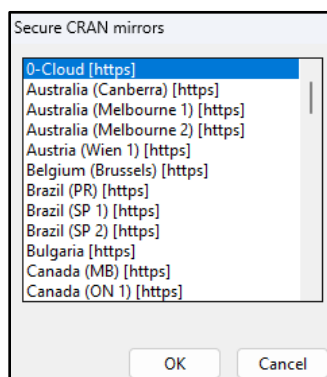 Secure CRAN mirrors
0-Cloud [https]
Australia (Canberra) [https]
Australia (Melbourne 1) [https]
Australia (Melbourne 2) [https]
Austria (Wien 1) [https]
Belgium (Brussels) [https]
Brazil (PR) [https]
Brazil (SP 1) [https]
Brazil (SP 2) [https]
Bulgaria [https]
Canada (MB) [https]
Canada (ON 1) [https]
OK Cancel